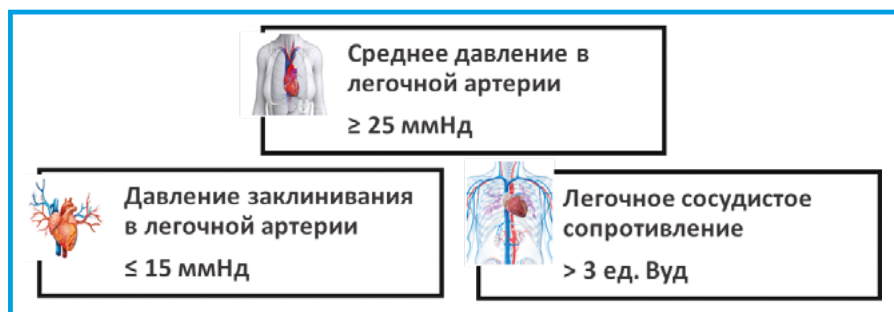 Среднее давление в
легочной артерии
≥ 25 ммНд
Давление заклинивания
в легочной артерии
≤ 15 ммНд
Легочное сосудистое
сопротивление
> 3 ед. Вуд